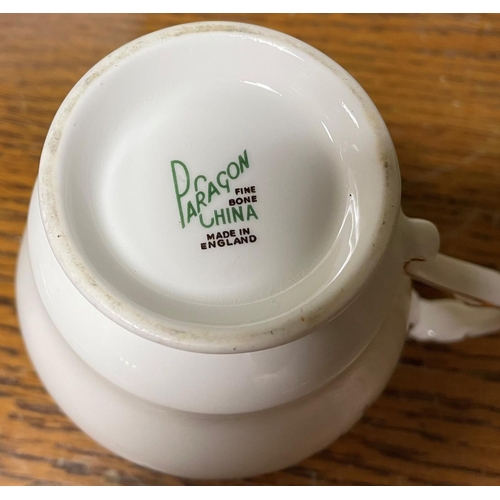 PARAGON
FINE
BONE
CHINA
MADE IN
ENGLAND